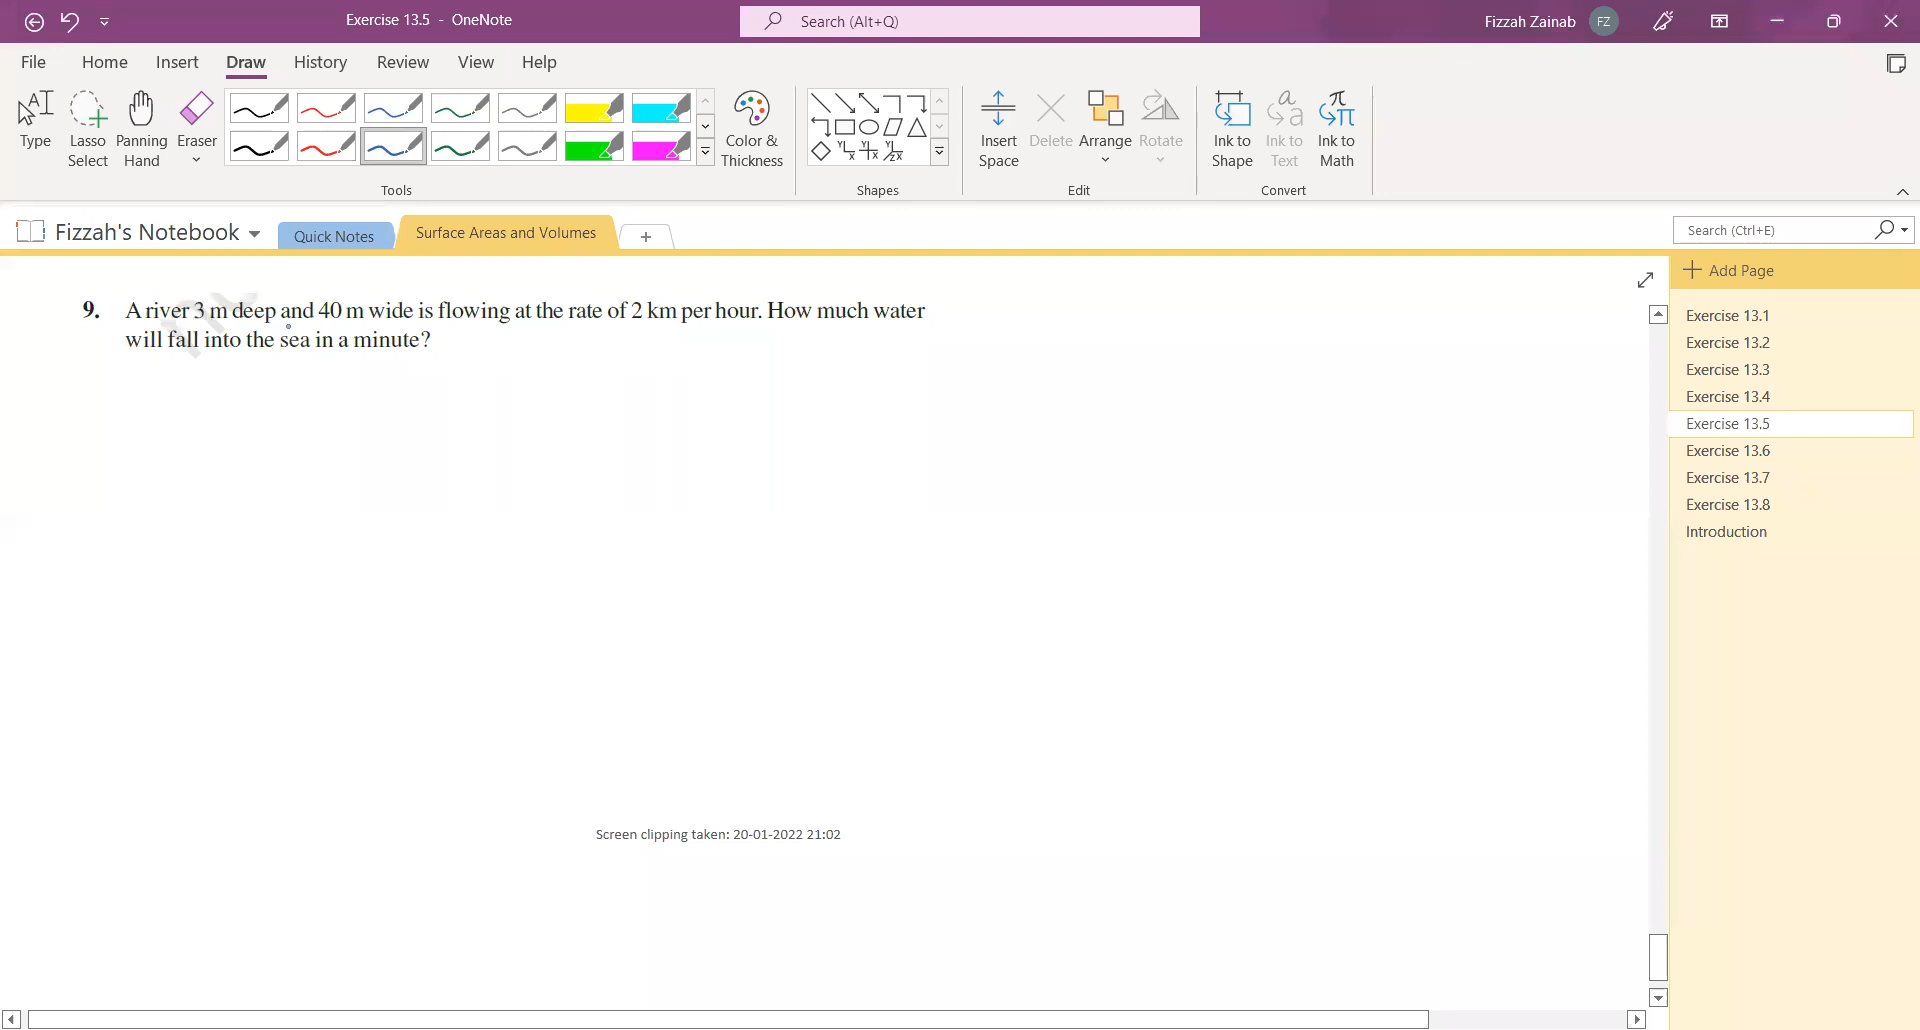 Exercise 13.5 - OneNote
Search (Alt+Q)
Fizzah Zainab
FZ
File Home Insert Draw History Review View Help
Type
Lasso Select
Panning Hand
Eraser
Color & Thickness
Insert Space
Delete
Arrange
Rotate
Ink to Shape
Ink to Text
Ink to Math
Tools
Shapes
Edit
Convert
Fizzah's Notebook
Quick Notes
Surface Areas and Volumes
Search (Ctrl+E)
Add Page
9. A river 3 m deep and 40 m wide is flowing at the rate of 2 km per hour. How much water
will fall into the sea in a minute?
Screen clipping taken: 20-01-2022 21:02
Exercise 13.1
Exercise 13.2
Exercise 13.3
Exercise 13.4
Exercise 13.5
Exercise 13.6
Exercise 13.7
Exercise 13.8
Introduction